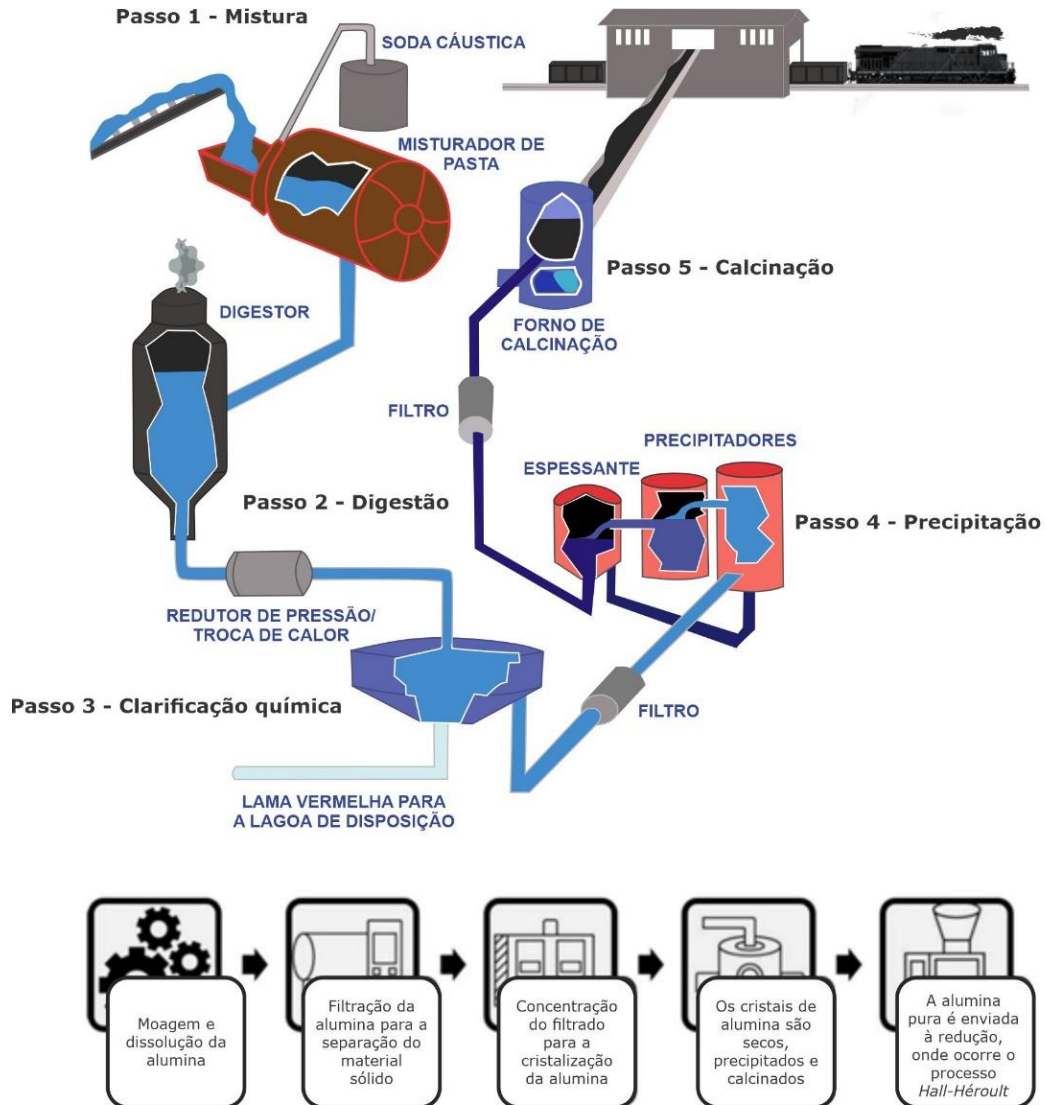 Passo 1 - Mistura
SODA CÁUSTICA
MISTURADOR DE
PASTA
DIGESTOR
Passo 2 - Digestão
REDUTOR DE PRESSÃO/
TROCA DE CALOR
Passo 3 - Clarificação química
LAMA VERMELHA PARA
A LAGOA DE DISPOSIÇÃO
FILTRO
PRECIPITADORES
ESPESSANTE
Passo 4 - Precipitação
FILTRO
Passo 5 - Calcinação
FORNO DE
CALCINAÇÃO
Moagem e
dissolução da
alumina
Filtração da
alumina para a
separação do
material
sólido
Concentração
do filtrado
para a
cristalização
da alumina
Os cristais de
alumina são
secos,
precipitados e
calcinados
A alumina
pura é enviada
à redução,
onde ocorre o
processo
Hall-Héroult